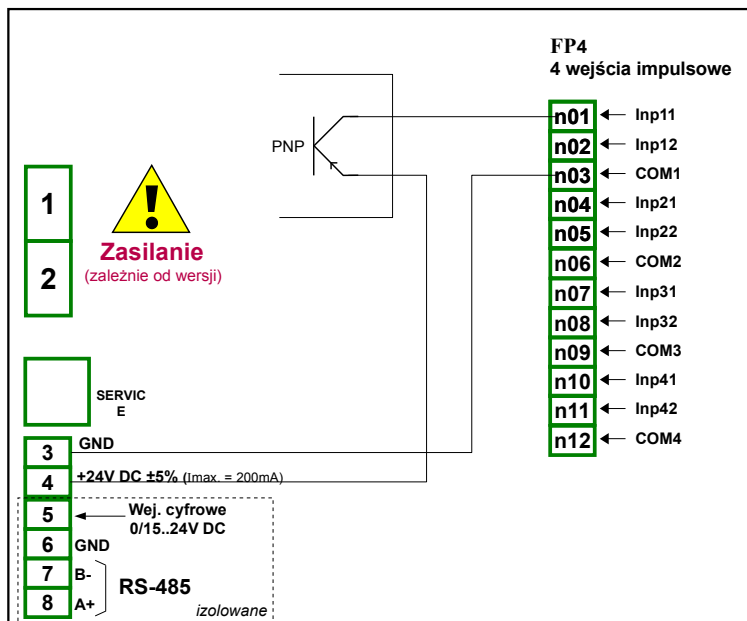 FP4
4 wejścia impulsowe
PNP
n01 Inp11
n02 Inp12
n03 COM1
n04 Inp21
n05 Inp22
n06 COM2
n07 Inp31
n08 Inp32
n09 COM3
n10 Inp41
n11 Inp42
n12 COM4
1
2
!
Zasilanie
(zależnie od wersji)
SERVIC
E
3 GND
4 +24V DC ±5% (Imax. = 200mA)
5 Wej. cyfrowe
0/15..24V DC
6 GND
7 B-
RS-485
8 A+
izolowane